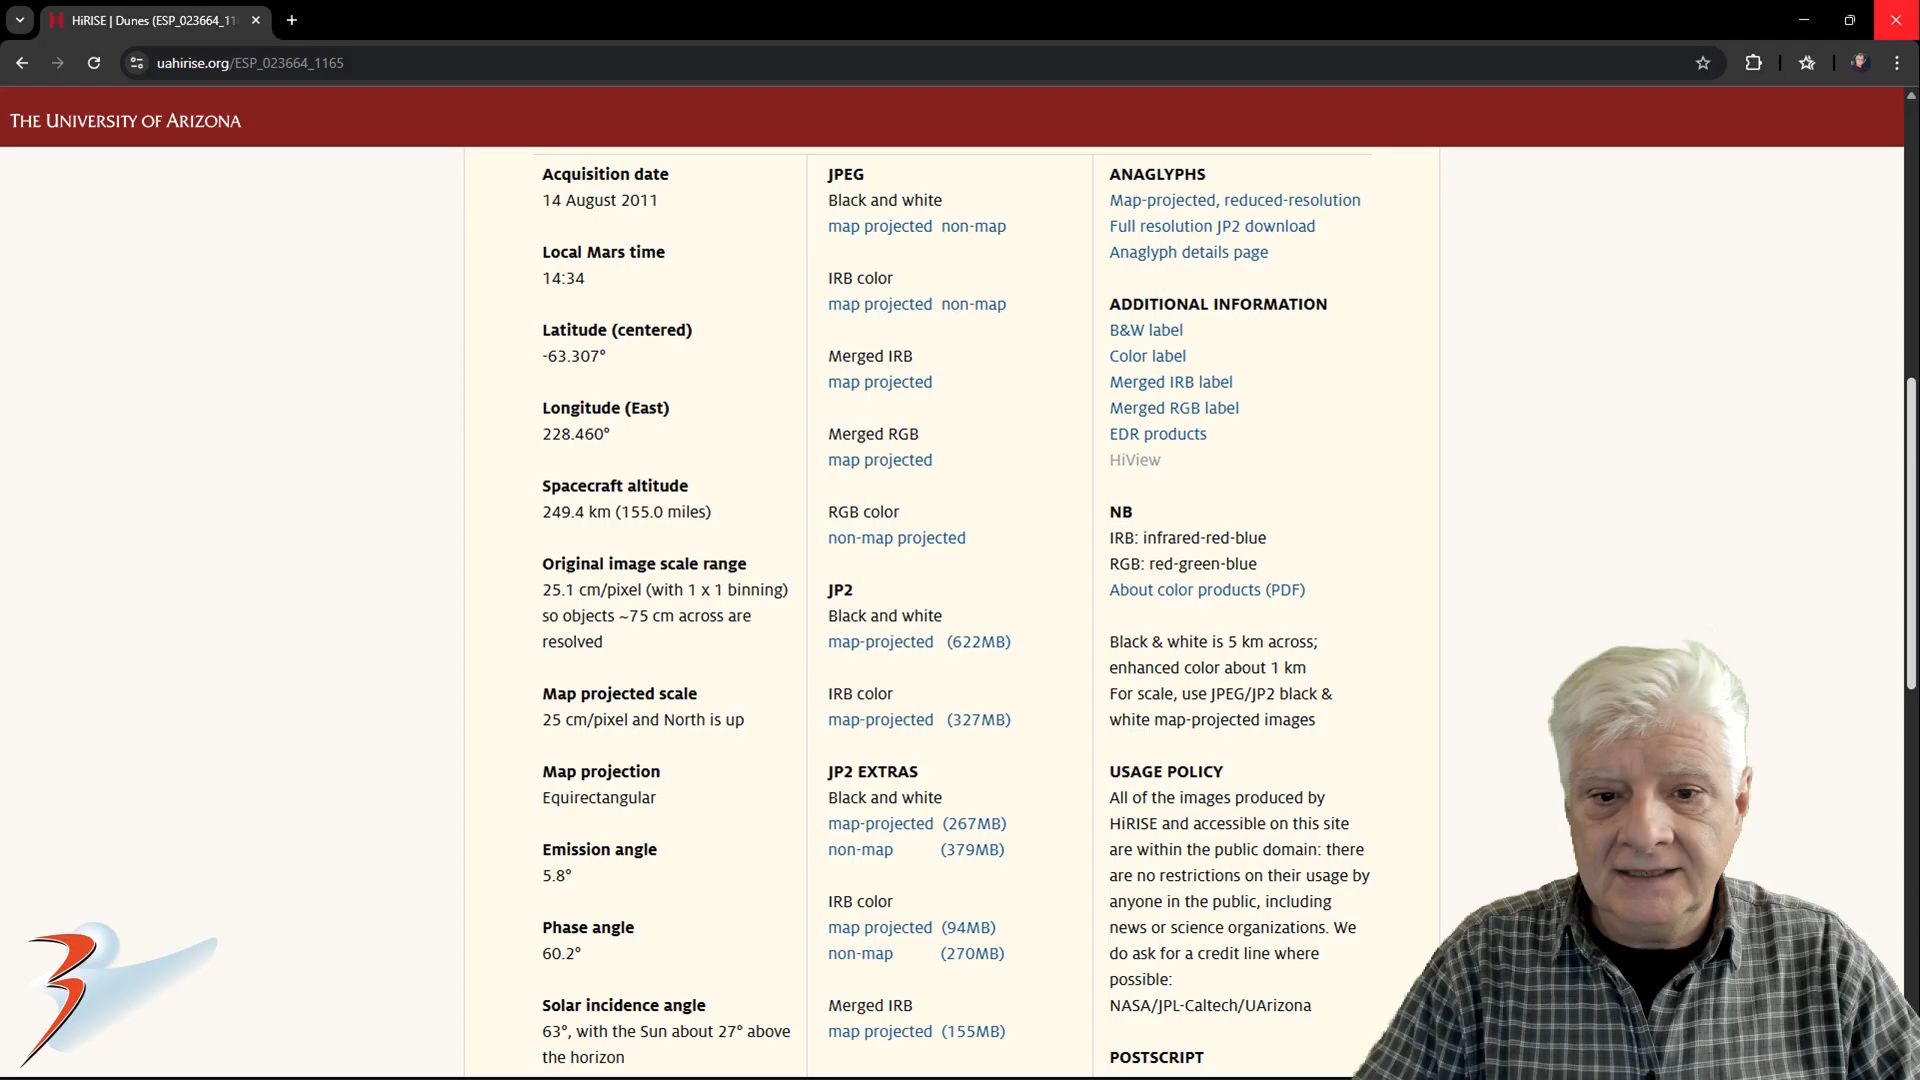 HiRISE | Dunes (ESP_023664_11
uahirise.org/ESP_023664_1165
THE UNIVERSITY OF ARIZONA
Acquisition date
14 August 2011
Local Mars time
14:34
Latitude (centered)
-63.307°
Longitude (East)
228.460°
Spacecraft altitude
249.4 km (155.0 miles)
Original image scale range
25.1 cm/pixel (with 1 x 1 binning)
so objects ~75 cm across are
resolved
Map projected scale
25 cm/pixel and North is up
Map projection
Equirectangular
Emission angle
5.8°
Phase angle
60.2°
Solar incidence angle
63°, with the Sun about 27° above
the horizon
JPEG
Black and white
map projected non-map
IRB color
map projected non-map
Merged IRB
map projected
Merged RGB
map projected
RGB color
non-map projected
JP2
Black and white
map-projected (622MB)
IRB color
map-projected (327MB)
JP2 EXTRAS
Black and white
map-projected (267MB)
non-map (379MB)
IRB color
map projected (94MB)
non-map (270MB)
Merged IRB
map projected (155MB)
ANAGLYPHS
Map-projected, reduced-resolution
Full resolution JP2 download
Anaglyph details page
ADDITIONAL INFORMATION
B&W label
Color label
Merged IRB label
Merged RGB label
EDR products
HiView
NB
IRB: infrared-red-blue
RGB: red-green-blue
About color products (PDF)
Black & white is 5 km across;
enhanced color about 1 km
For scale, use JPEG/JP2 black &
white map-projected images
USAGE POLICY
All of the images produced by
HiRISE and accessible on this site
are within the public domain: there
are no restrictions on their usage by
anyone in the public, including
news or science organizations. We
do ask for a credit line where
possible:
NASA/JPL-Caltech/UArizona
POSTSCRIPT